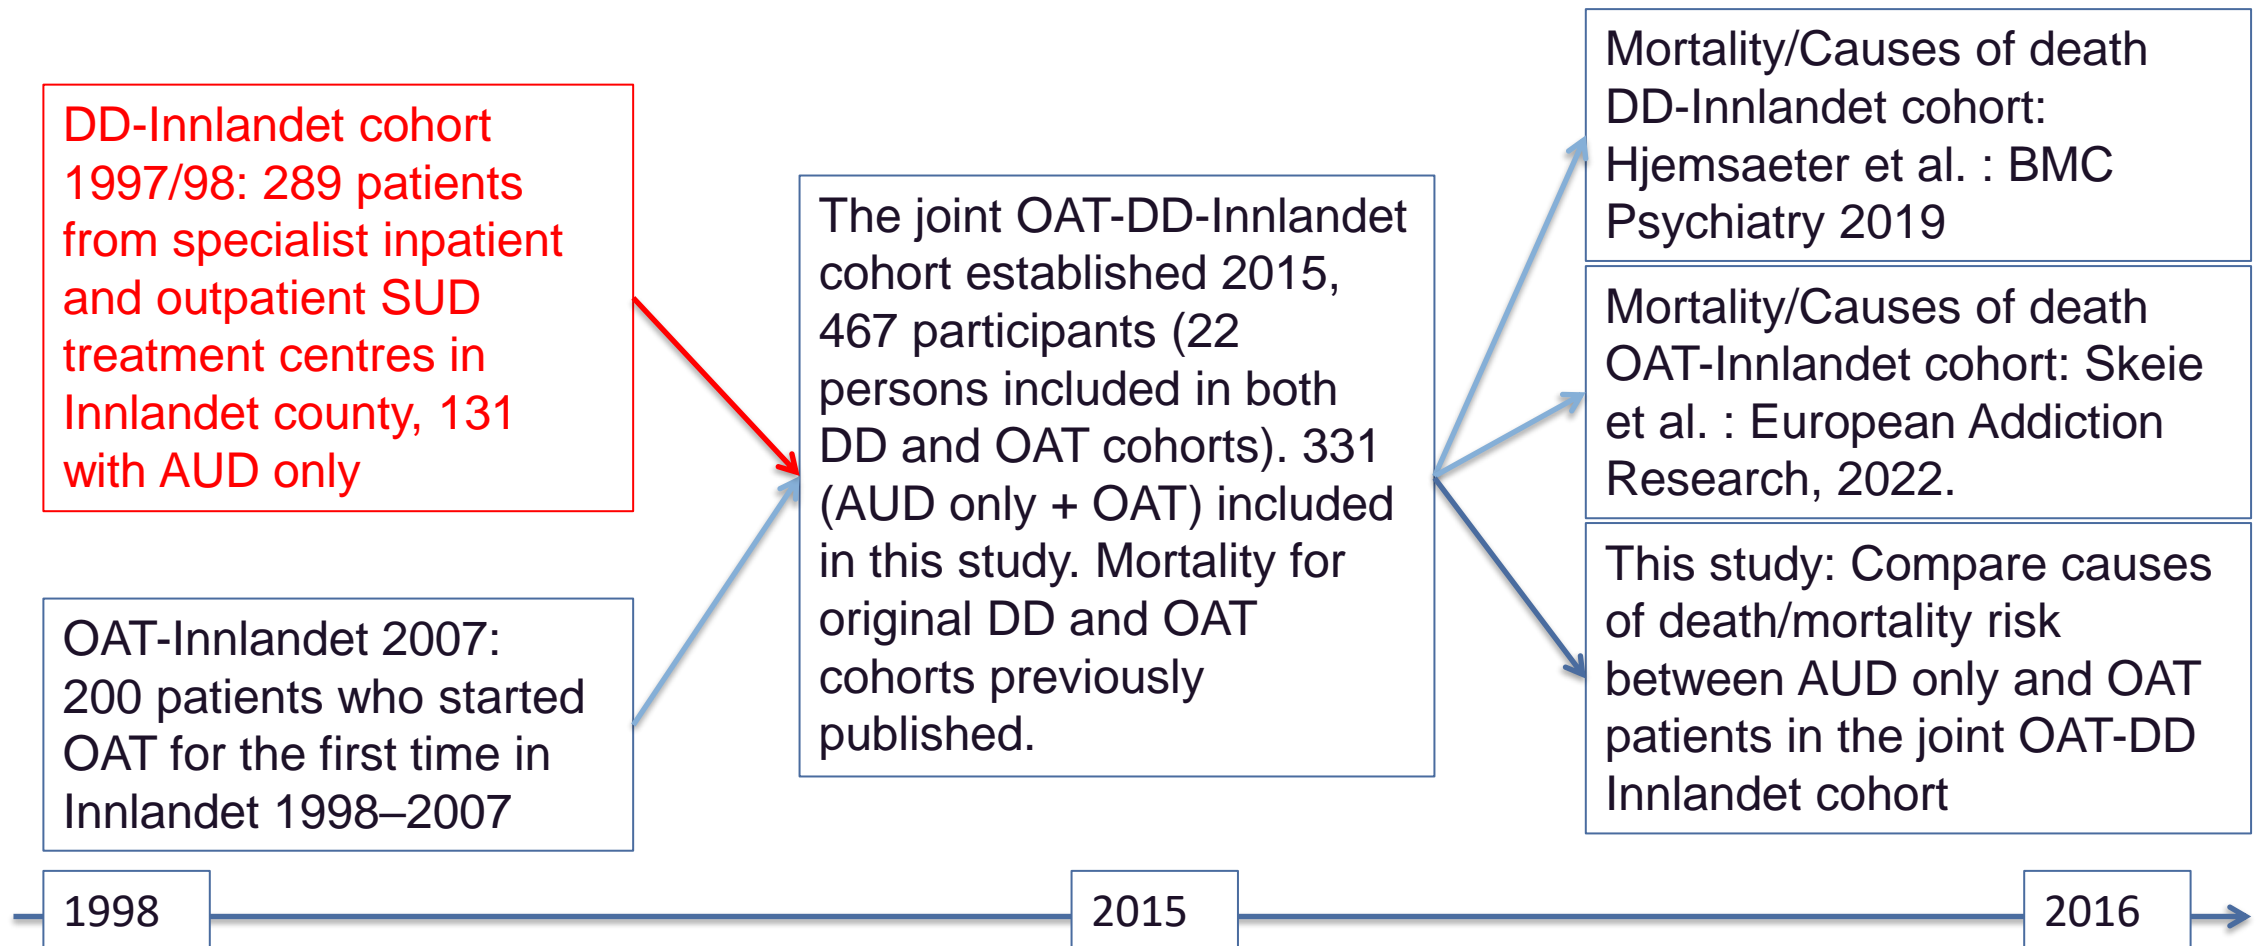 DD-Innlandet cohort
1997/98: 289 patients
from specialist inpatient
and outpatient SUD
treatment centres in
Innlandet county, 131
with AUD only
OAT-Innlandet 2007:
200 patients who started
OAT for the first time in
Innlandet 1998–2007
The joint OAT-DD-Innlandet
cohort established 2015,
467 participants (22
persons included in both
DD and OAT cohorts). 331
(AUD only + OAT) included
in this study. Mortality for
original DD and OAT
cohorts previously
published.
Mortality/Causes of death
DD-Innlandet cohort:
Hjemsaeter et al. : BMC
Psychiatry 2019
Mortality/Causes of death
OAT-Innlandet cohort: Skeie
et al. : European Addiction
Research, 2022.
This study: Compare causes
of death/mortality risk
between AUD only and OAT
patients in the joint OAT-DD
Innlandet cohort
1998
2015
2016